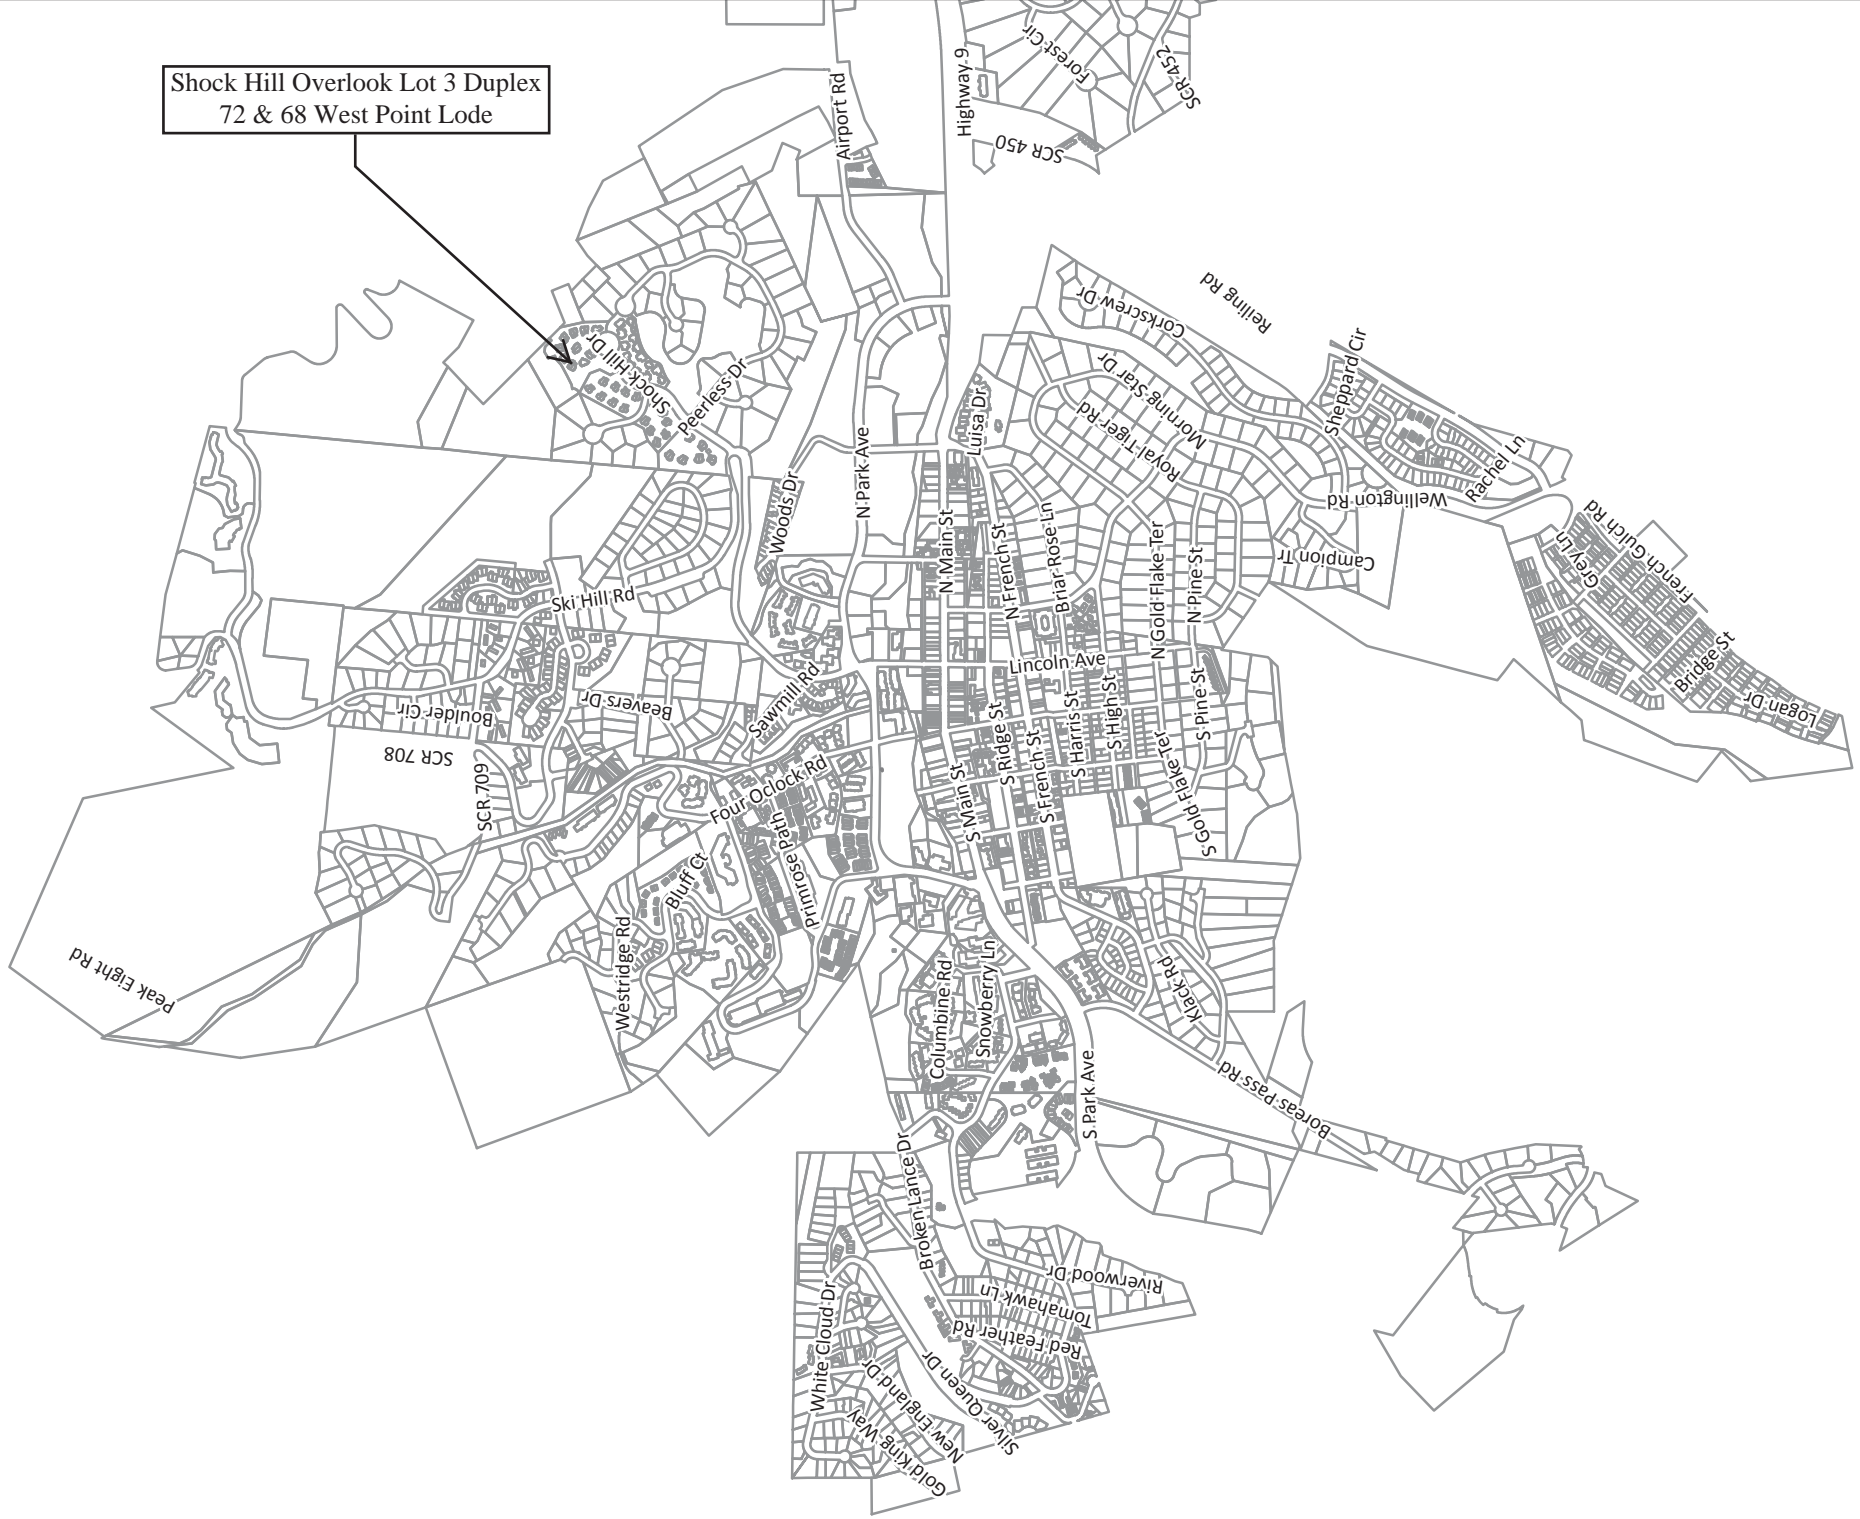 Shock Hill Overlook Lot 3 Duplex
72 & 68 West Point Lode
Airport Rd
Highway 9
Forest Cir
SCR 452
SCR 450
Reiling Rd
Corkscrew Dr
Shock Hill Dr
Peerless Dr
Luisa Dr
Morning Star Dr
Royal Tiger Rd
Sheppard Cir
Rachel Ln
Wellington Rd
N Park Ave
Woods Dr
N Main St
N French St
Briar Rose Ln
N Gold Flake Ter
N Pine St
Campion Tr
French Gulch Rd
Grey Ln
Bridge St
Logan Dr
Ski Hill Rd
Lincoln Ave
Sawmill Rd
Beavers Dr
Boulder Cir
SCR 708
SCR 709
Four Oclock Rd
Primrose Path
S Main St
S Ridge St
S French St
S Harris St
S High St
S Gold Flake Ter
S Pine St
Bluff Ct
Westridge Rd
Peak Eight Rd
Columbine Rd
Snowberry Ln
Klack Rd
S Park Ave
Boreas Pass Rd
Broken Lance Dr
Riverwood Dr
Tomahawk Ln
Red Feather Rd
White Cloud Dr
Silver Queen Dr
New England Dr
Gold King Way